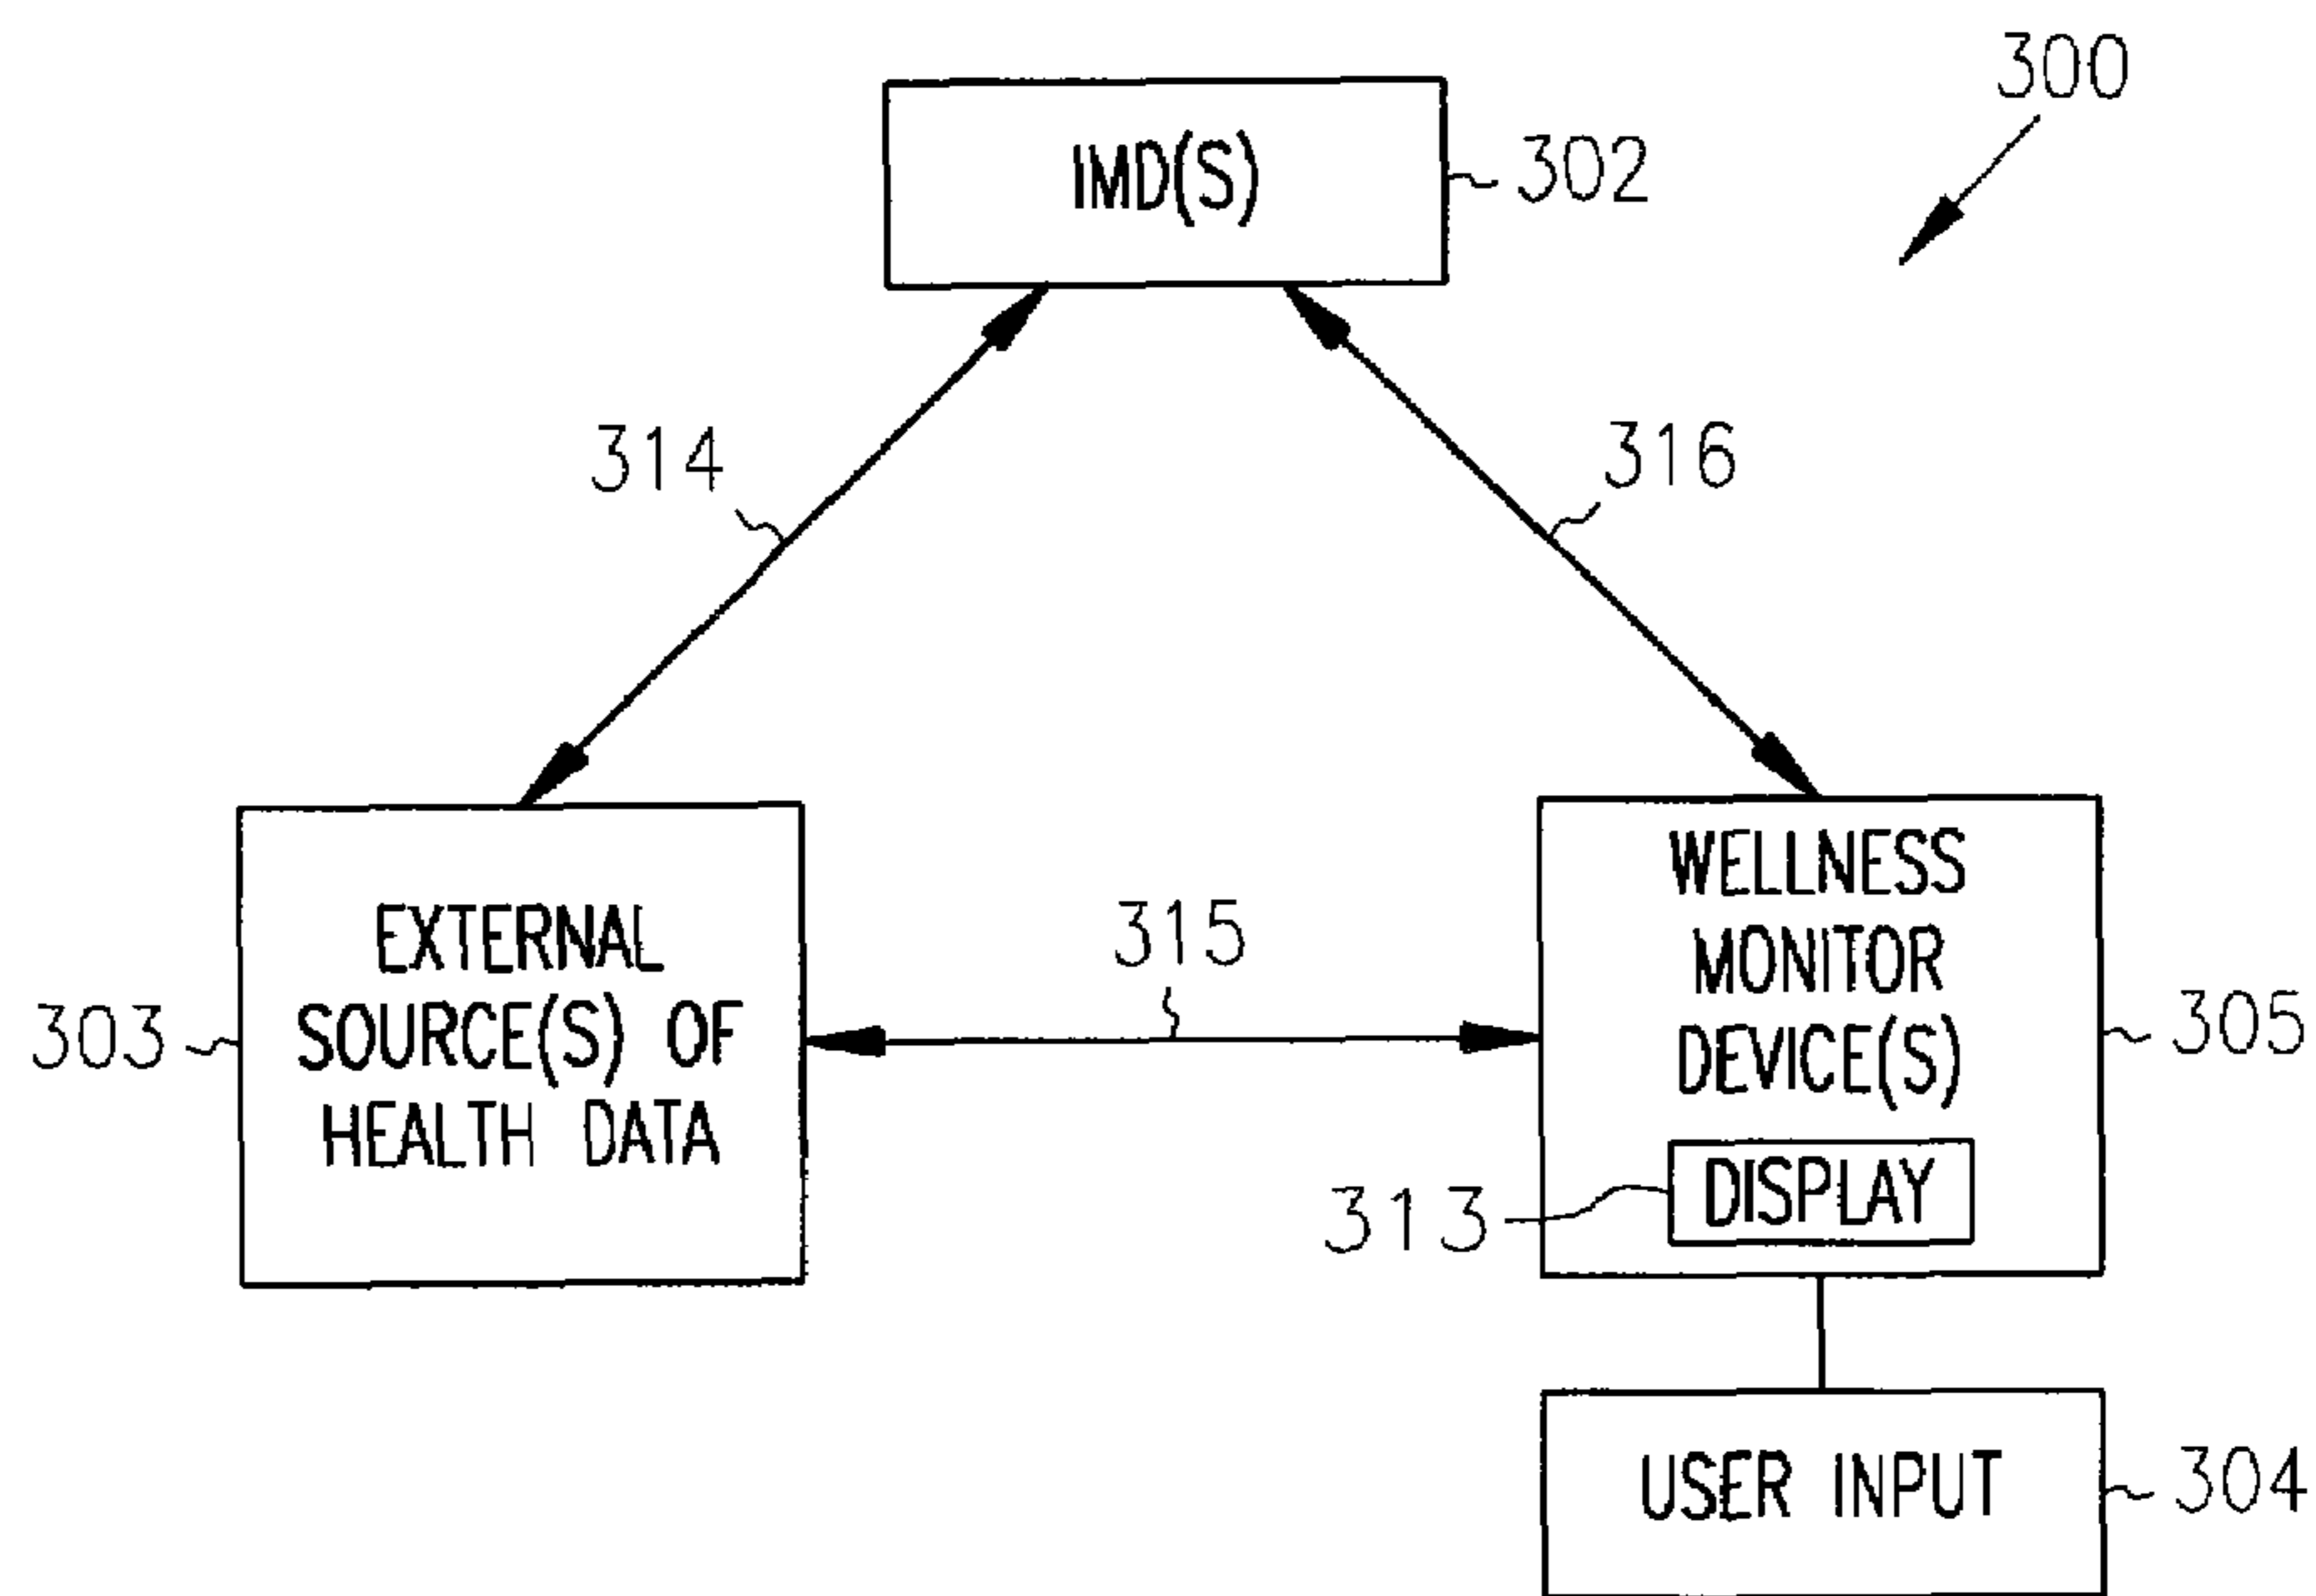 300
IMD(S)
302
314
316
EXTERNAL
SOURCE(S) OF
HEALTH DATA
303
315
WELLNESS
MONITOR
DEVICE(S)
305
DISPLAY
313
USER INPUT
304